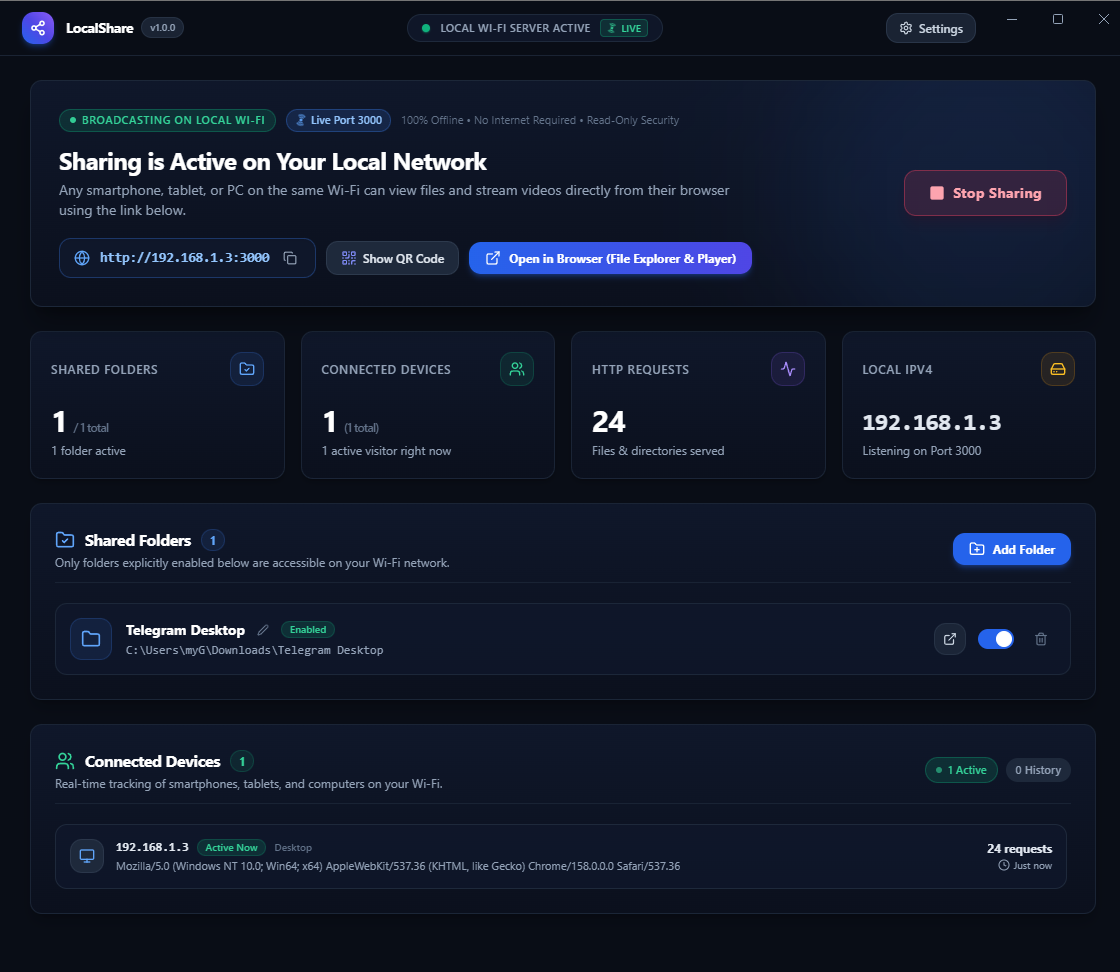 LocalShare v1.0.0
LOCAL WI-FI SERVER ACTIVE LIVE
Settings
BROADCASTING ON LOCAL WI-FI Live Port 3000 100% Offline • No Internet Required • Read-Only Security
Sharing is Active on Your Local Network
Any smartphone, tablet, or PC on the same Wi-Fi can view files and stream videos directly from their browser
using the link below.
Stop Sharing
http://192.168.1.3:3000 Show QR Code Open in Browser (File Explorer & Player)
SHARED FOLDERS
1 / 1 total
1 folder active
CONNECTED DEVICES
1 (1 total)
1 active visitor right now
HTTP REQUESTS
24
Files & directories served
LOCAL IPV4
192.168.1.3
Listening on Port 3000
Shared Folders 1
Only folders explicitly enabled below are accessible on your Wi-Fi network.
Add Folder
Telegram Desktop Enabled
C:\Users\myG\Downloads\Telegram Desktop
Connected Devices 1
Real-time tracking of smartphones, tablets, and computers on your Wi-Fi.
1 Active 0 History
192.168.1.3 Active Now Desktop
Mozilla/5.0 (Windows NT 10.0; Win64; x64) AppleWebKit/537.36 (KHTML, like Gecko) Chrome/158.0.0.0 Safari/537.36
24 requests
Just now